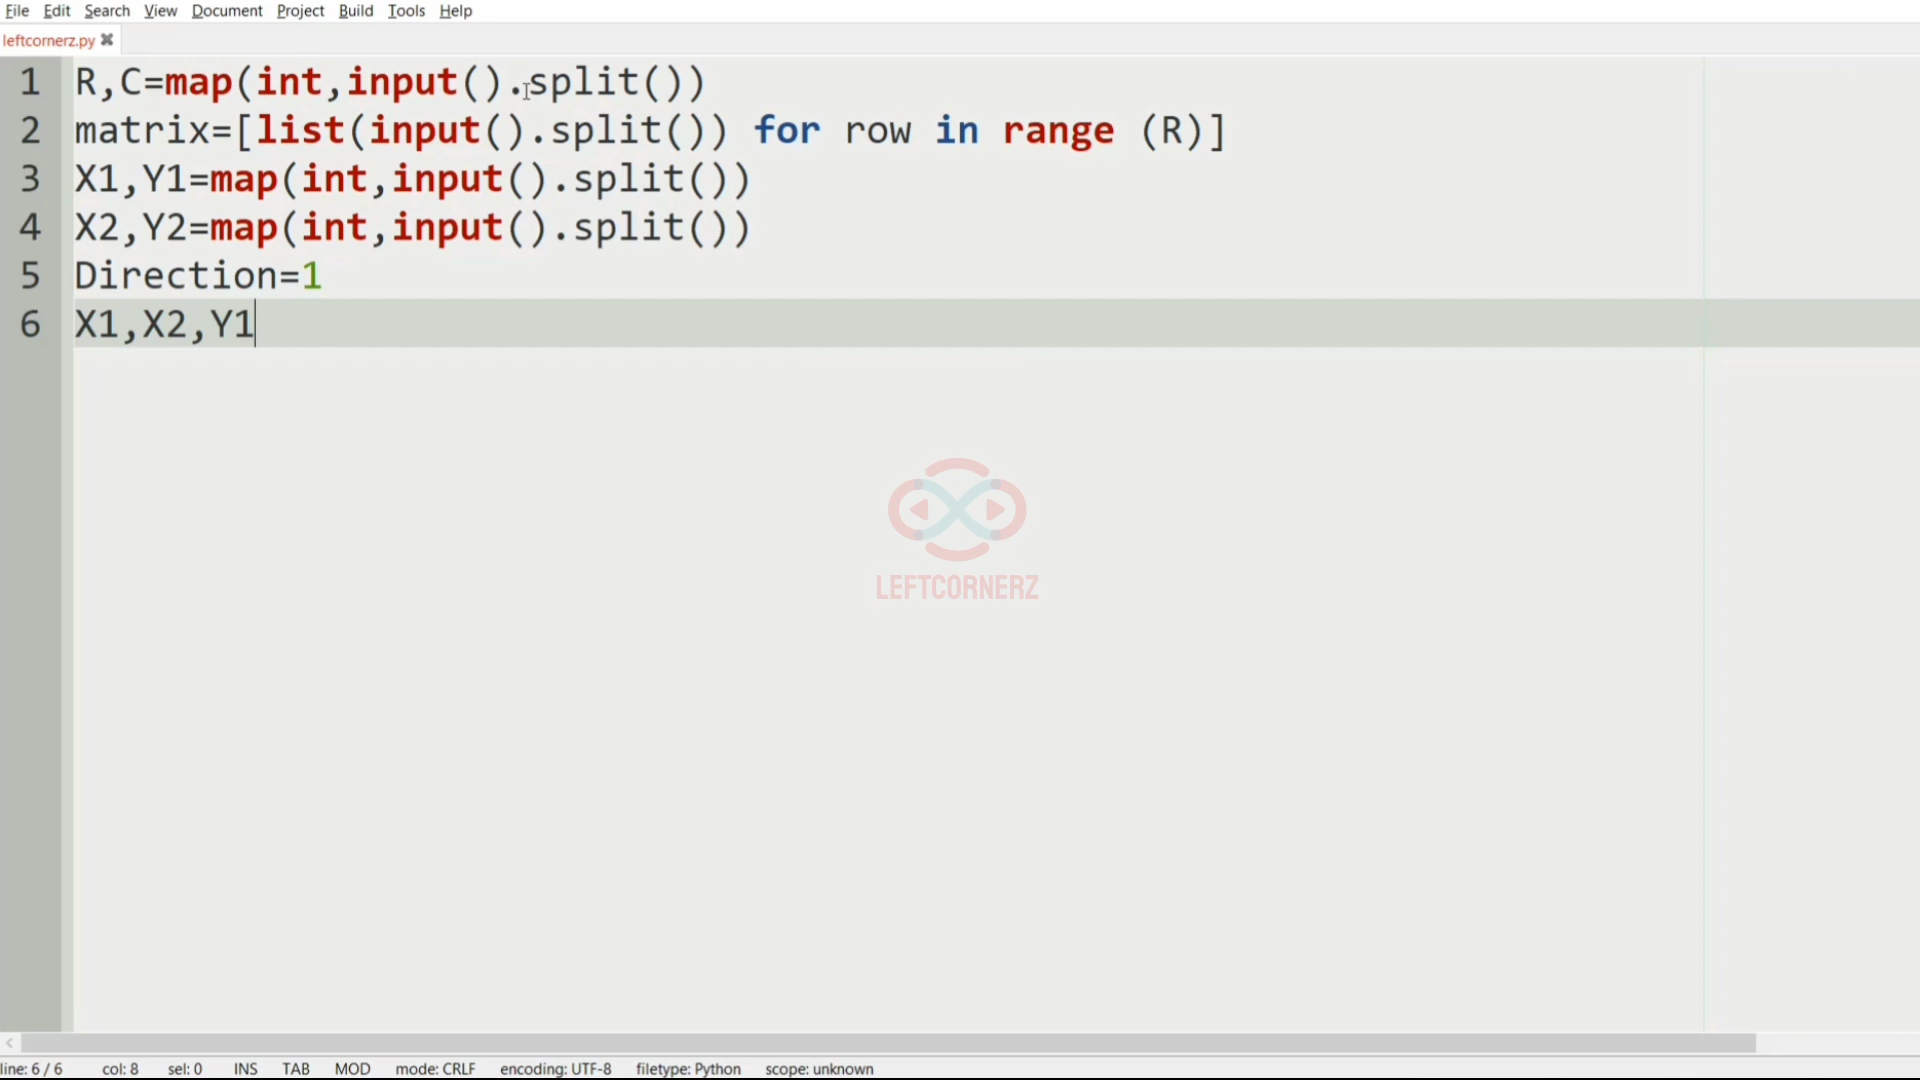 File Edit Search View Document Project Build Tools Help
leftcornerz.py
1 R,C=map(int,input().split())
2 matrix=[list(input().split()) for row in range (R)]
3 X1,Y1=map(int,input().split())
4 X2,Y2=map(int,input().split())
5 Direction=1
6 X1,X2,Y1
LEFTCORNERZ
line: 6 / 6 col: 8 sel: 0 INS TAB MOD mode: CRLF encoding: UTF-8 filetype: Python scope: unknown